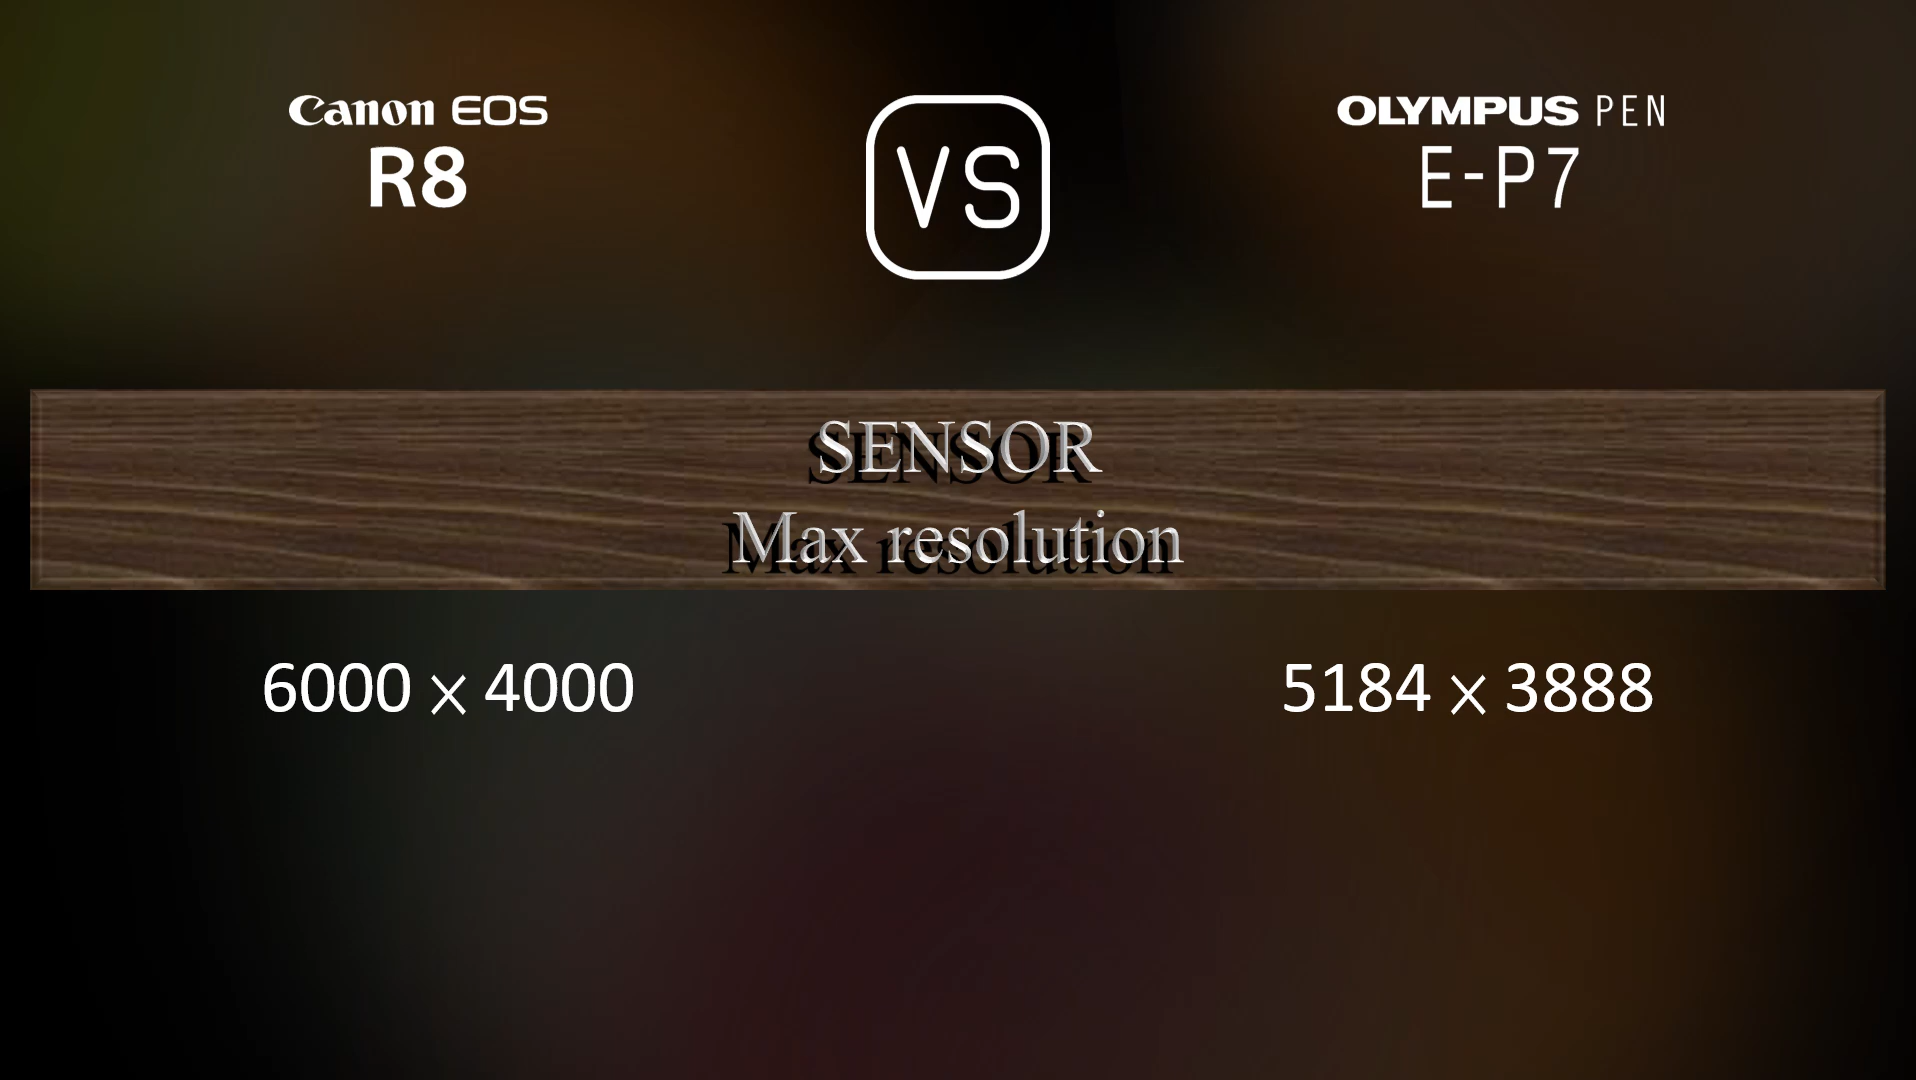 Canon EOS
R8
VS
OLYMPUS PEN
E-P7
SENSOR
Max resolution
6000 x 4000
5184 x 3888